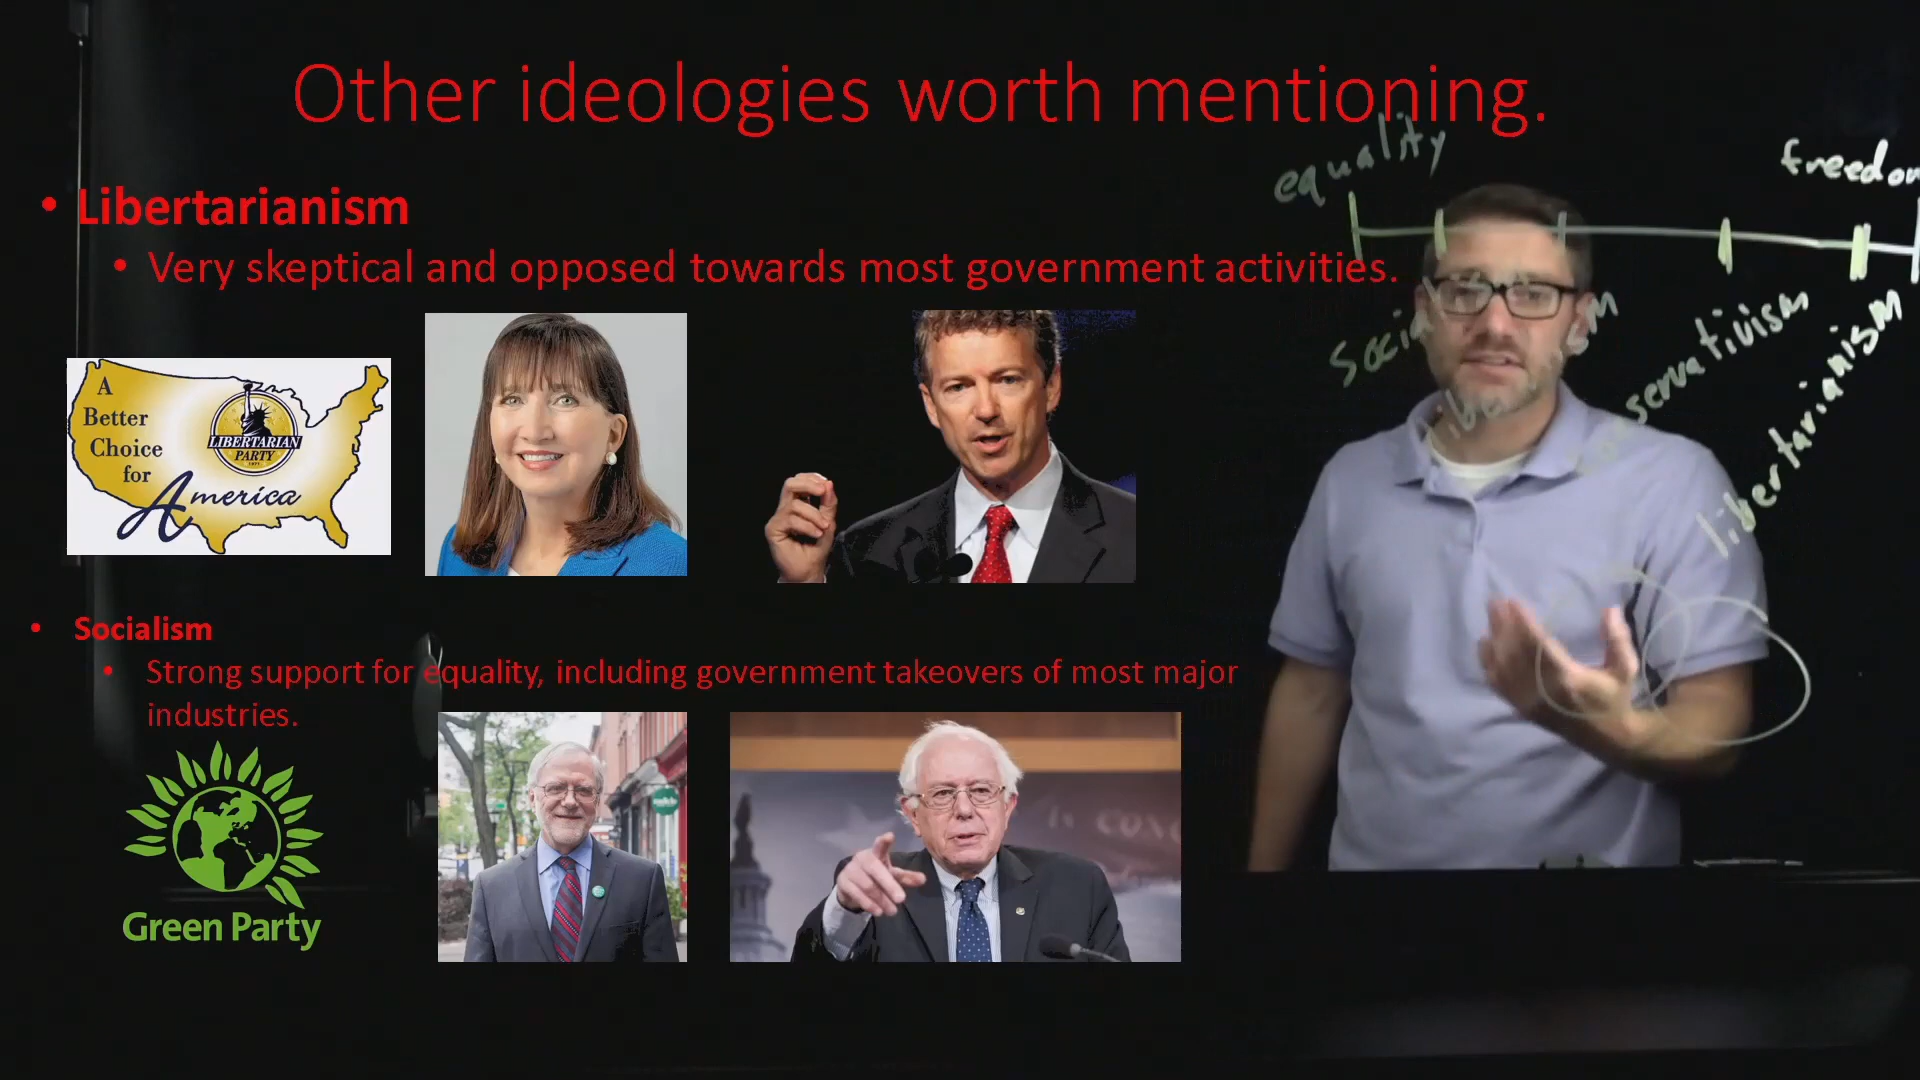 Other ideologies worth mentioning.
equality
freedom
• Libertarianism
• Very skeptical and opposed towards most government activities.
conservativism
libertarianism
A
Better
Choice
for
America
LIBERTARIAN
PARTY
1971
• Socialism
• Strong support for equality, including government takeovers of most major
industries.
Green Party